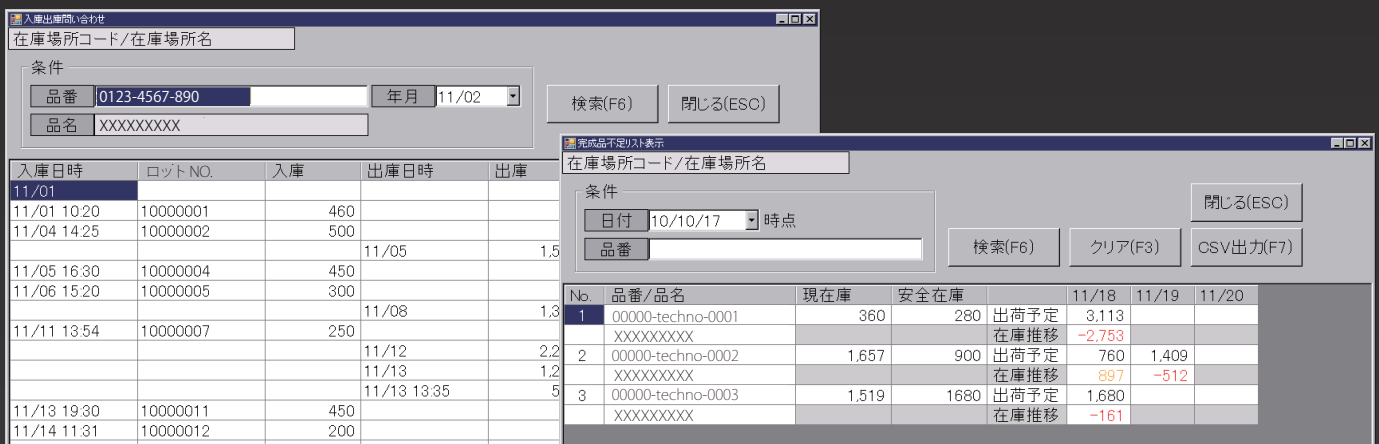 入庫出庫問い合わせ
在庫場所コード/在庫場所名
条件
品番 0123-4567-890 年月 11/02 検索(F6) 閉じる(ESC)
品名 XXXXXXXXX
入庫日時 ロットNO. 入庫 出庫日時 出庫
11/01
11/01 10:20 10000001 460
11/04 14:25 10000002 500
11/05 1,5
11/05 16:30 10000004 450
11/06 15:20 10000005 300
11/08 1,3
11/11 13:54 10000007 250
11/12 2,2
11/13 1,2
11/13 13:35 5
11/13 19:30 10000011 450
11/14 11:31 10000012 200
完成品不足リスト表示
在庫場所コード/在庫場所名
条件
閉じる(ESC)
日付 10/10/17 時点
品番 検索(F6) クリア(F3) CSV出力(F7)
No. 品番/品名 現在庫 安全在庫 11/18 11/19 11/20
1 00000-techno-0001 360 280 出荷予定 3,113
XXXXXXXXX 在庫推移 -2,753
2 00000-techno-0002 1,657 900 出荷予定 760 1,409
XXXXXXXXX 在庫推移 897 -512
3 00000-techno-0003 1,519 1680 出荷予定 1,680
XXXXXXXXX 在庫推移 -161